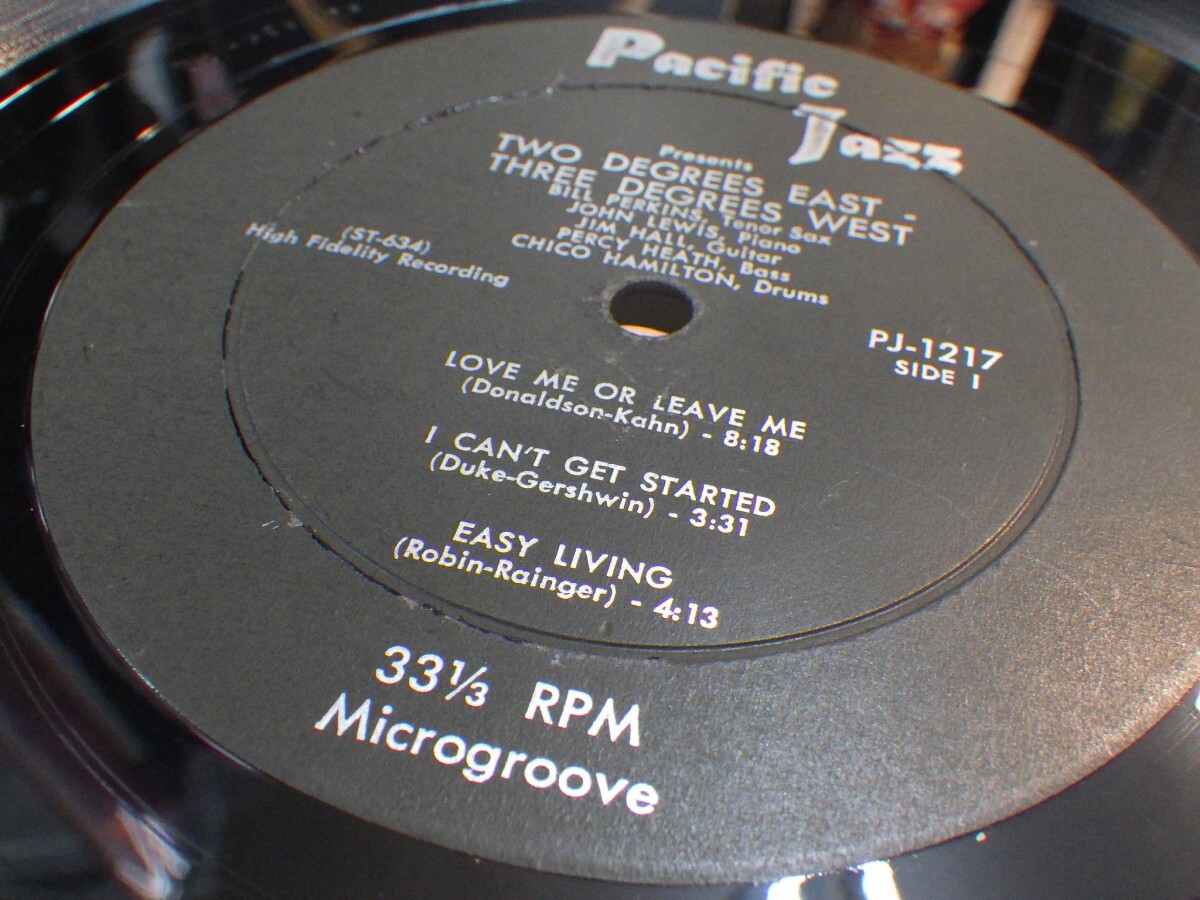 Pacific
Jazz
Presents
TWO DEGREES EAST -
THREE DEGREES WEST
BILL PERKINS, Tenor Sax
JOHN LEWIS, Piano
JIM HALL, Guitar
PERCY HEATH, Bass
CHICO HAMILTON, Drums
(ST-634)
High Fidelity Recording
PJ-1217
SIDE 1
LOVE ME OR LEAVE ME
(Donaldson-Kahn) - 8:18
I CAN'T GET STARTED
(Duke-Gershwin) - 3:31
EASY LIVING
(Robin-Rainger) - 4:13
33⅓ RPM
Microgroove